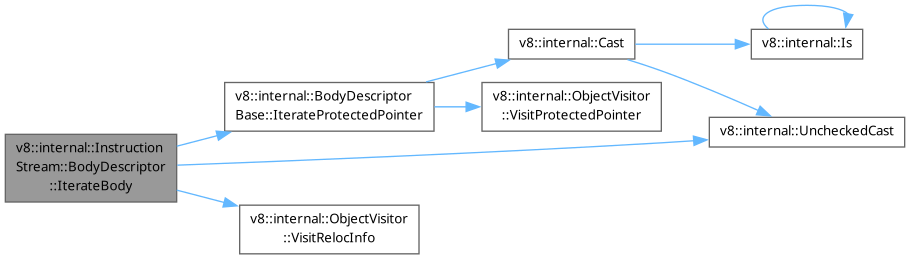 v8::internal::Instruction
Stream::BodyDescriptor
::IterateBody
v8::internal::BodyDescriptor
Base::IterateProtectedPointer
v8::internal::Cast
v8::internal::Is
v8::internal::ObjectVisitor
::VisitProtectedPointer
v8::internal::UncheckedCast
v8::internal::ObjectVisitor
::VisitRelocInfo